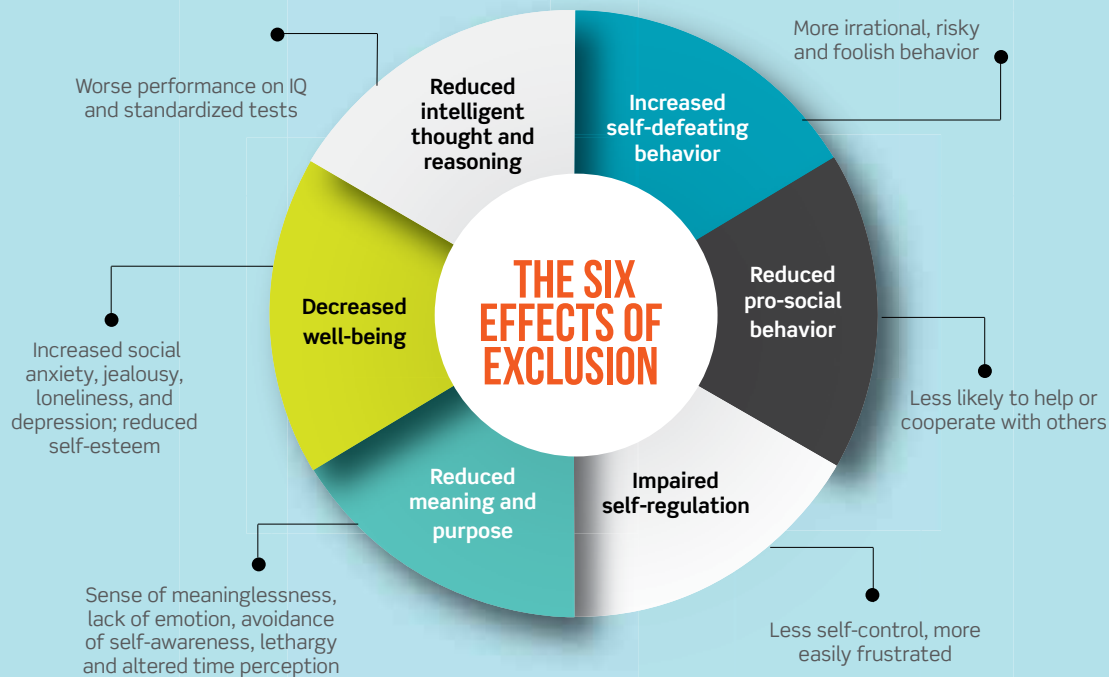 THE SIX
EFFECTS OF
EXCLUSION
Increased
self-defeating
behavior
More irrational, risky
and foolish behavior
Reduced
pro-social
behavior
Less likely to help or
cooperate with others
Impaired
self-regulation
Less self-control, more
easily frustrated
Reduced
meaning and
purpose
Sense of meaninglessness,
lack of emotion, avoidance
of self-awareness, lethargy
and altered time perception
Decreased
well-being
Increased social
anxiety, jealousy,
loneliness, and
depression; reduced
self-esteem
Reduced
intelligent
thought and
reasoning
Worse performance on IQ
and standardized tests